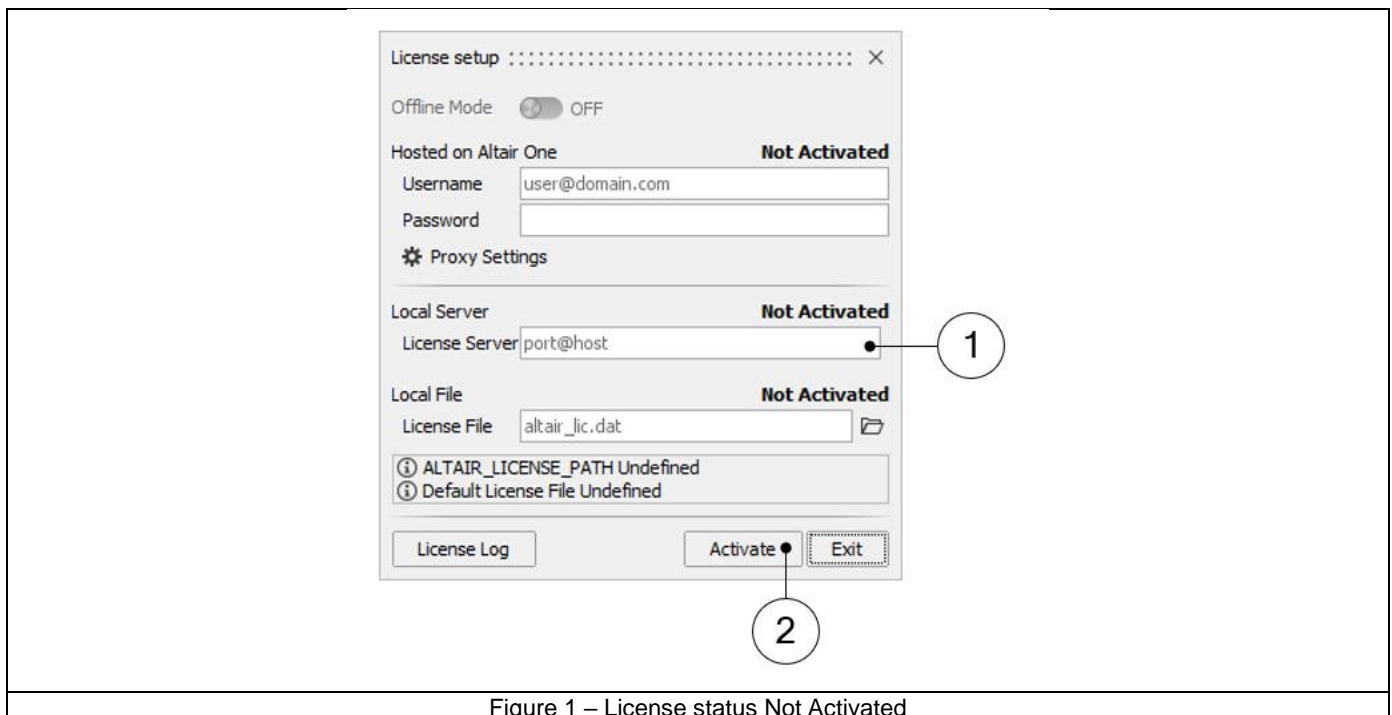 License setup
Offline Mode OFF
Hosted on Altair One Not Activated
Username user@domain.com
Password
Proxy Settings
Local Server Not Activated
License Server port@host
1
Local File Not Activated
License File altair_lic.dat
ALTAIR_LICENSE_PATH Undefined
Default License File Undefined
License Log Activate Exit
2
Figure 1 – License status Not Activated